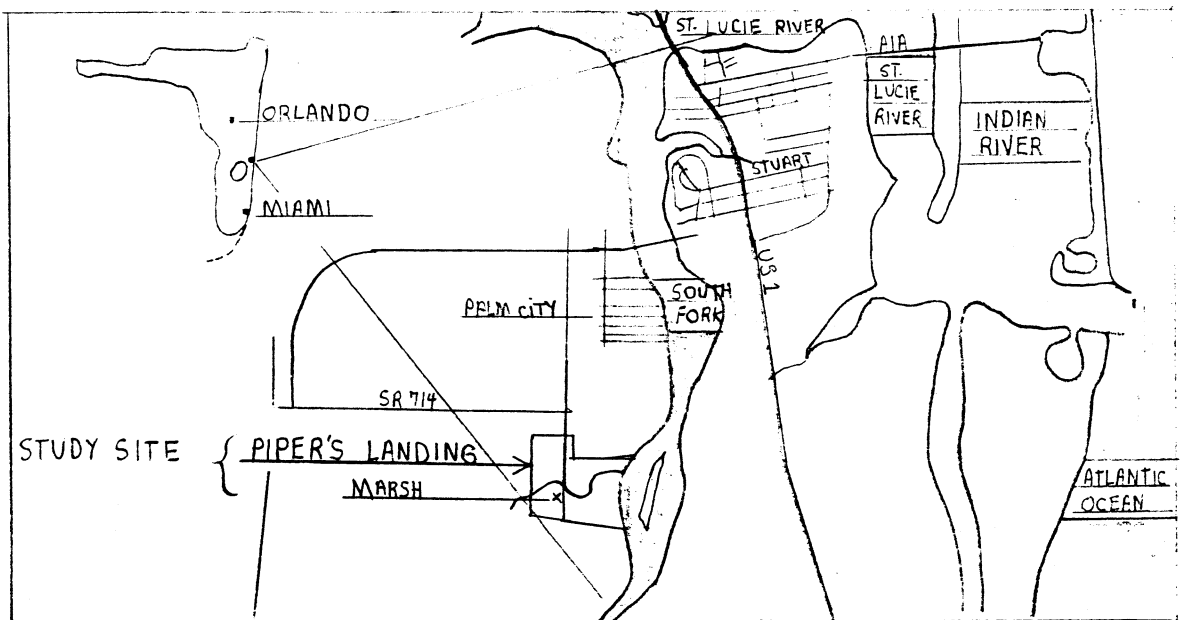 ST. LUCIE RIVER
A1A
ST.
LUCIE
RIVER
ORLANDO
INDIAN
RIVER
STUART
MIAMI
US 1
PALM CITY
SOUTH
FORK
SR 714
STUDY SITE
PIPER'S LANDING
MARSH
X
ATLANTIC
OCEAN